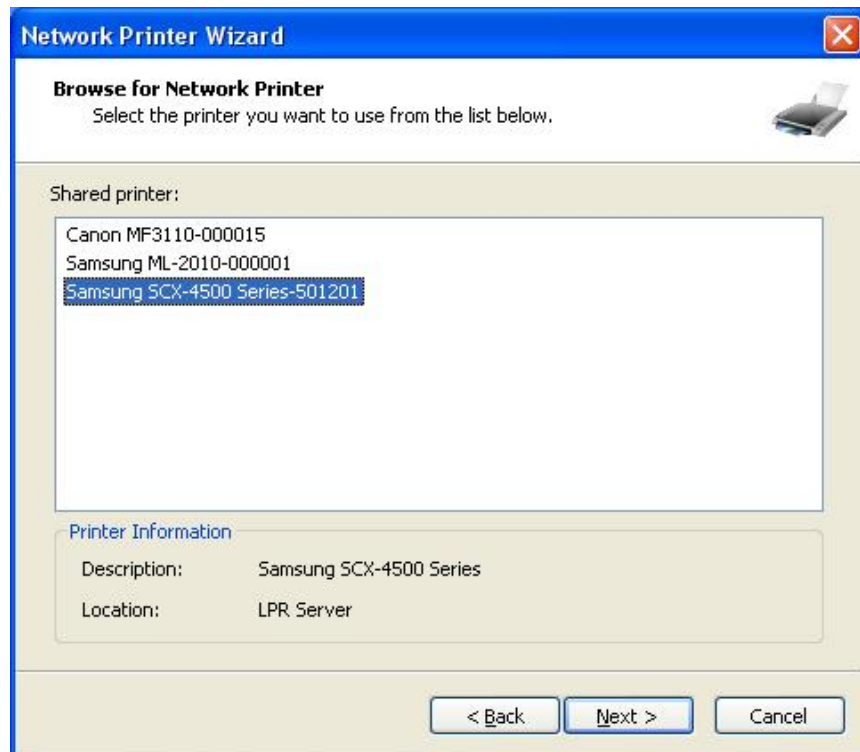 Network Printer Wizard
Browse for Network Printer
Select the printer you want to use from the list below.
Shared printer:
Canon MF3110-000015
Samsung ML-2010-000001
Samsung SCX-4500 Series-501201
Printer Information
Description: Samsung SCX-4500 Series
Location: LPR Server
< Back Next > Cancel